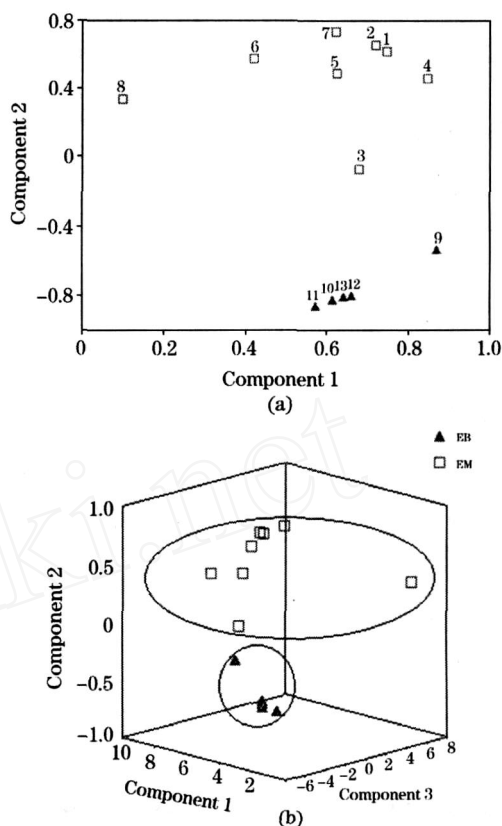 0.8
7 2 1
6
5 4
8
0.4
Component 2
0
3
9
-0.4
11 10 13 12
-0.8
0 0.2 0.4 0.6 0.8 1.0
Component 1
(a)
▲ EB
□ EM
1.0
0.5
Component 2
0
-0.5
-1.0
10 8 6 4 2
-6 -4 -2 0 2 4 6 8
Component 1
Component 3
(b)
ki.net